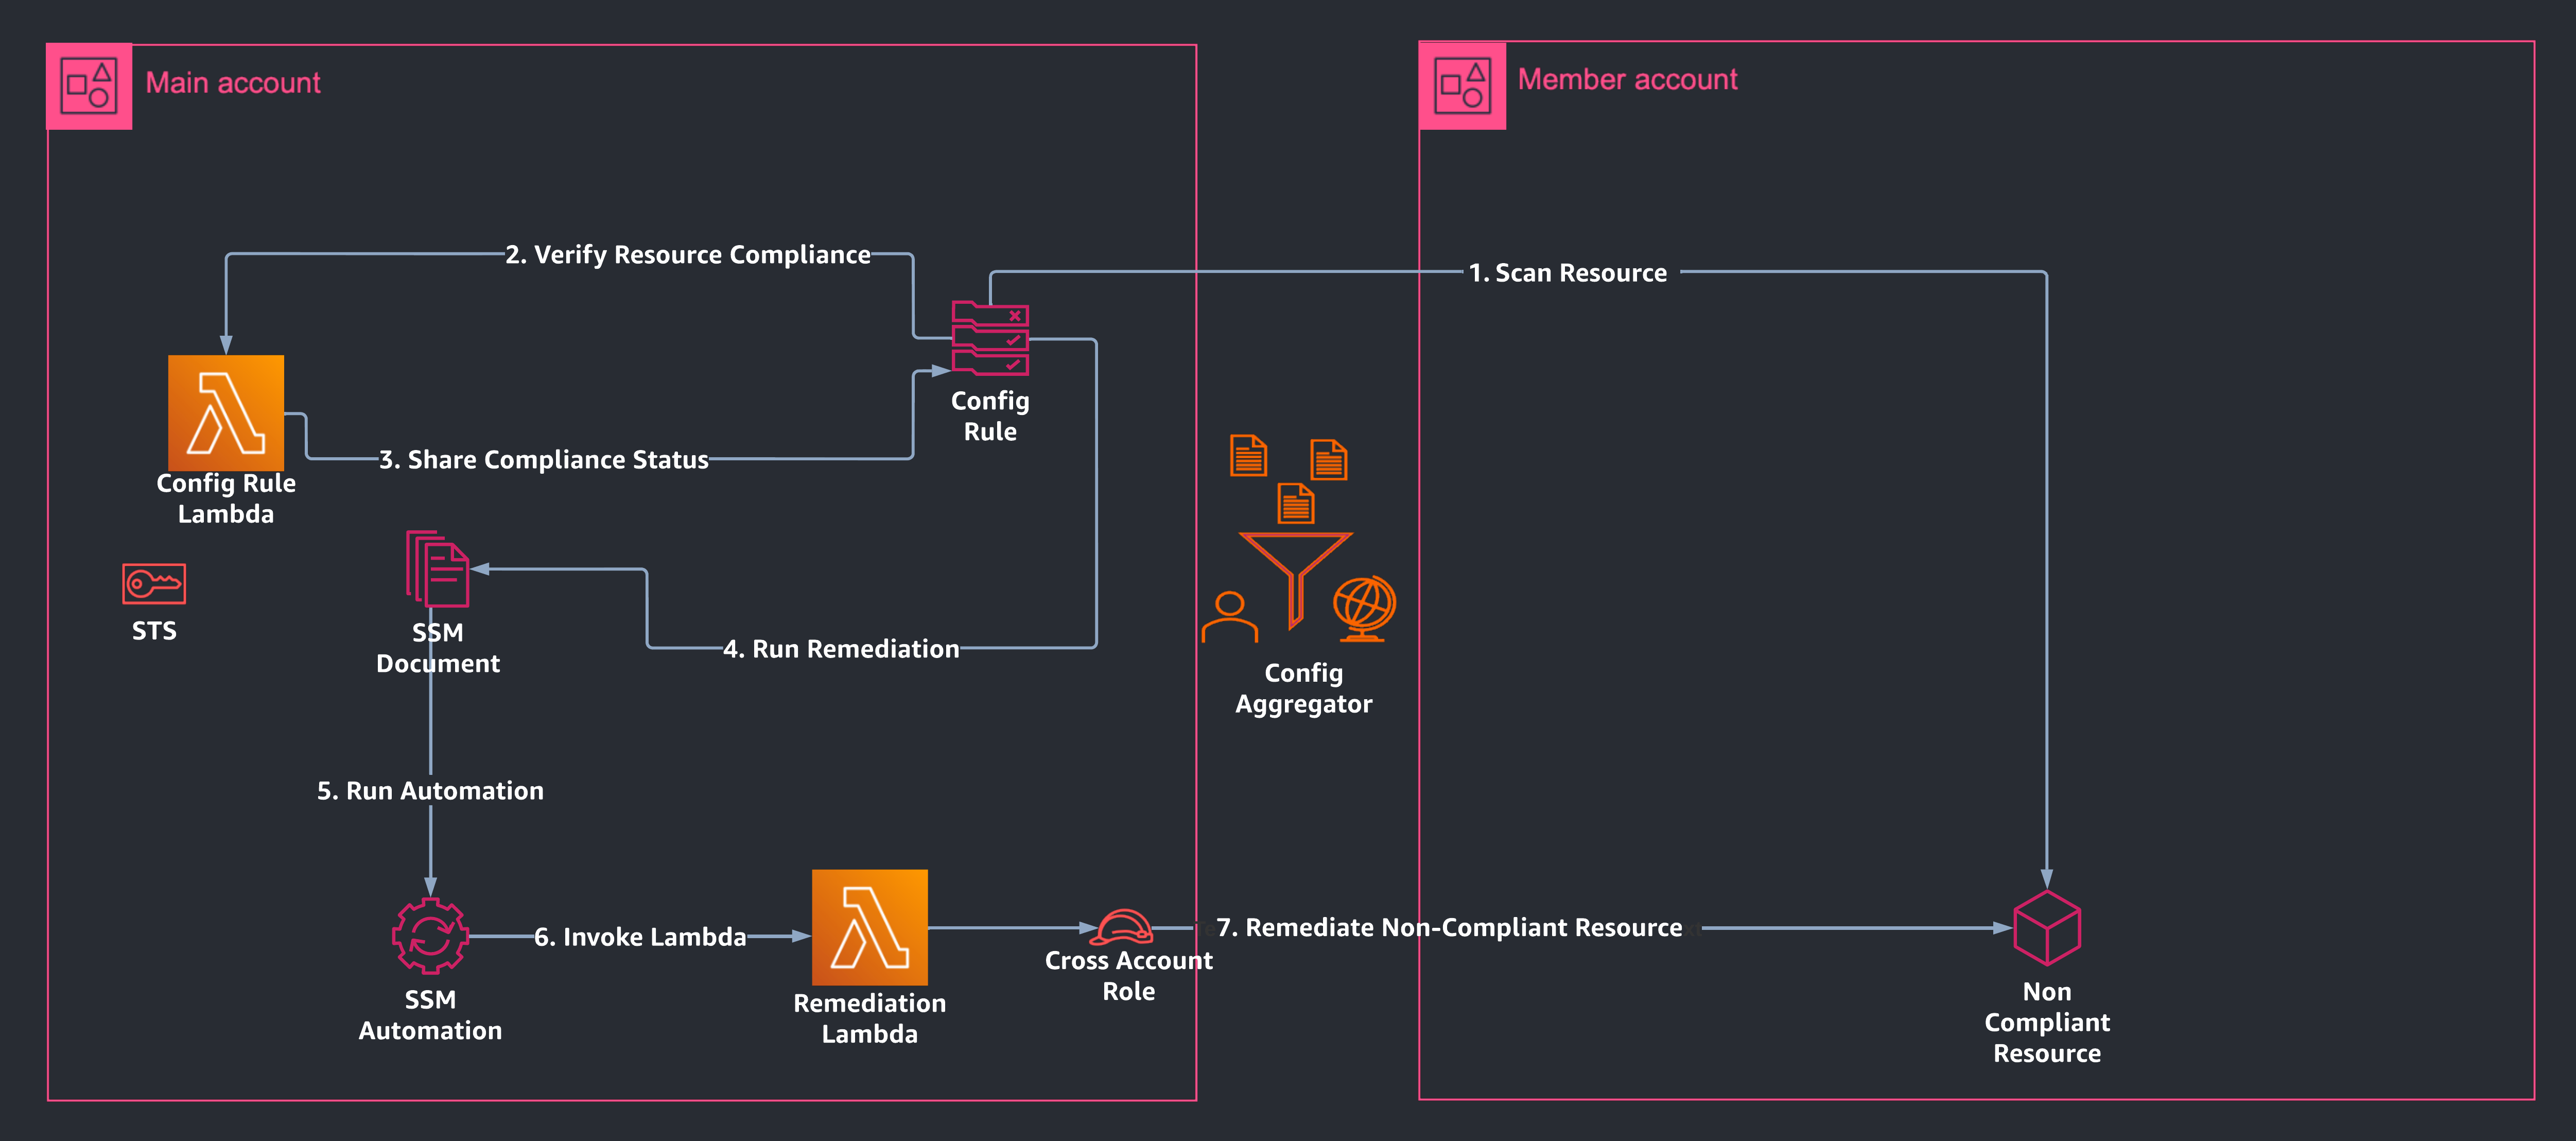 Main account
Member account
2. Verify Resource Compliance
1. Scan Resource
Config
Rule
3. Share Compliance Status
Config Rule
Lambda
STS
SSM
Document
4. Run Remediation
Config
Aggregator
5. Run Automation
6. Invoke Lambda
7. Remediate Non-Compliant Resource
Cross Account
Role
SSM
Automation
Remediation
Lambda
Non
Compliant
Resource